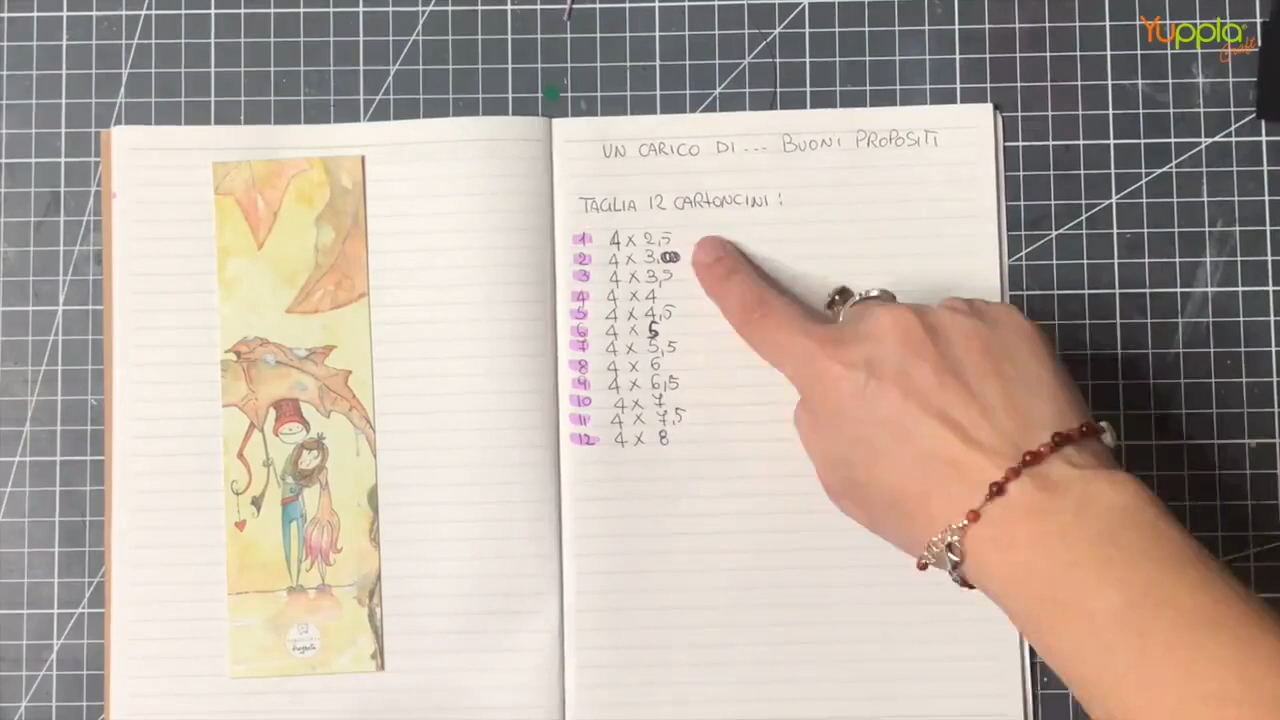 Yuppla
Craft
UN CARICO DI... BUONI PROPOSITI
TAGLIA 12 CARTONCINI:
1 4 x 2,5
2 4 x 3,
3 4 x 3,5
4 4 x 4
5 4 x 4,5
6 4 x 5
7 4 x 5,5
8 4 x 6
9 4 x 6,5
10 4 x 7
11 4 x 7,5
12 4 x 8